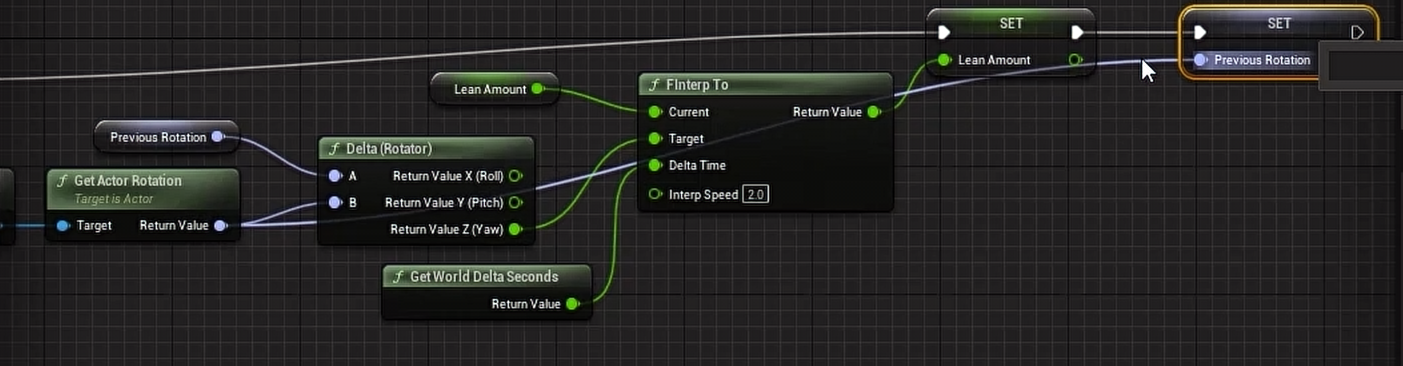 SET
SET
Lean Amount
Previous Rotation
Lean Amount
f FInterp To
Current
Return Value
Target
Delta Time
Interp Speed 2.0
Previous Rotation
f Delta (Rotator)
A
Return Value X (Roll)
B
Return Value Y (Pitch)
Return Value Z (Yaw)
f Get Actor Rotation
Target is Actor
Target
Return Value
f Get World Delta Seconds
Return Value